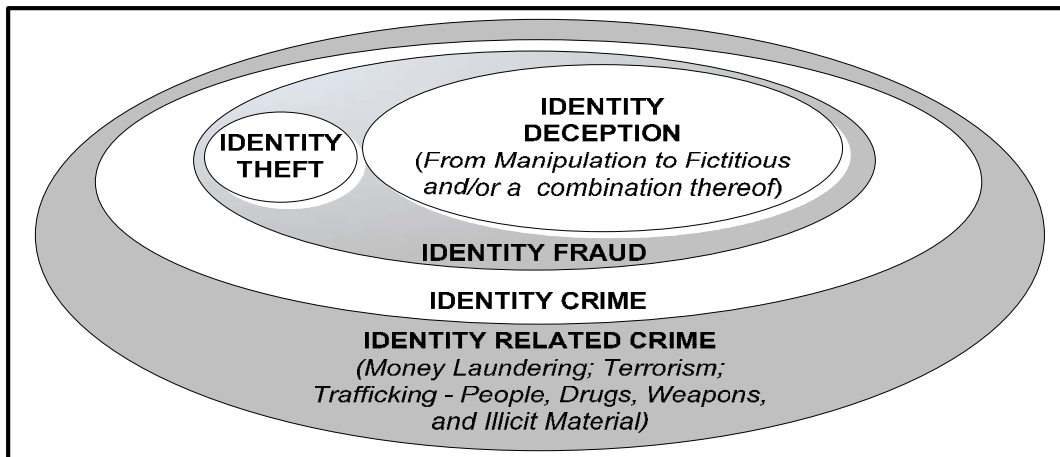 IDENTITY
THEFT
IDENTITY
DECEPTION
(From Manipulation to Fictitious
and/or a combination thereof)
IDENTITY FRAUD
IDENTITY CRIME
IDENTITY RELATED CRIME
(Money Laundering; Terrorism;
Trafficking - People, Drugs, Weapons,
and Illicit Material)